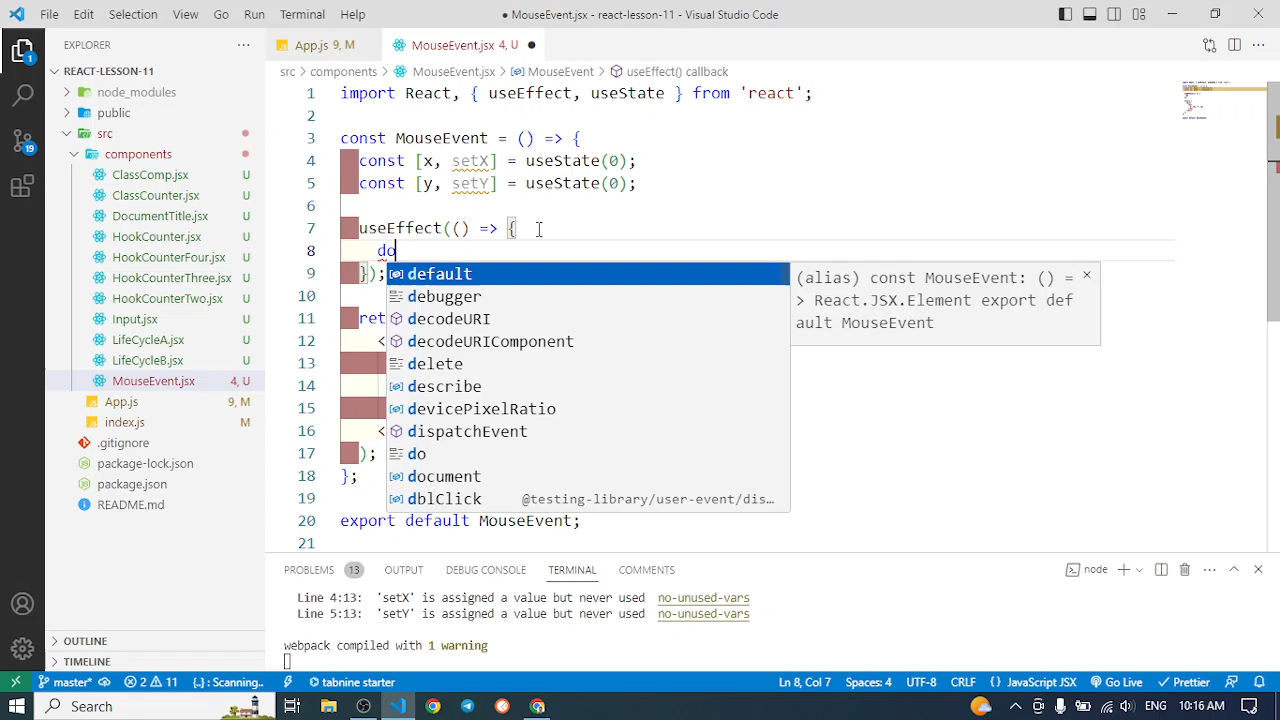 File Edit Selection View Go Run Terminal Help ● MouseEvent.jsx - react-lesson-11 - Visual Studio Code
EXPLORER ···
App.js 9, M
MouseEvent.jsx 4, U ●
src > components > MouseEvent.jsx > MouseEvent > useEffect() callback
REACT-LESSON-11
node_modules
public
src
components
ClassComp.jsx U
ClassCounter.jsx U
DocumentTitle.jsx U
HookCounter.jsx U
HookCounterFour.jsx U
HookCounterThree.jsx U
HookCounterTwo.jsx U
Input.jsx U
LifeCycleA.jsx U
LifeCycleB.jsx U
MouseEvent.jsx 4, U
App.js 9, M
index.js M
.gitignore
package-lock.json
package.json
README.md
OUTLINE
TIMELINE
1 import React, { useEffect, useState } from 'react';
2
3 const MouseEvent = () => {
4 const [x, setX] = useState(0);
5 const [y, setY] = useState(0);
6
7 useEffect(() => {
8 do
9 });
10
11 ret
12 <
13
14
15
16 <
17 );
18 };
19
20 export default MouseEvent;
21
default
debugger
decodeURI
decodeURIComponent
delete
describe
devicePixelRatio
dispatchEvent
do
document
dblClick @testing-library/user-event/dis…
(alias) const MouseEvent: () =
> React.JSX.Element export def
ault MouseEvent
PROBLEMS 13 OUTPUT DEBUG CONSOLE TERMINAL COMMENTS node
Line 4:13: 'setX' is assigned a value but never used no-unused-vars
Line 5:13: 'setY' is assigned a value but never used no-unused-vars
webpack compiled with 1 warning
1
19
master* 2 11 {..}: Scanning.. tabnine starter Ln 8, Col 7 Spaces: 4 UTF-8 CRLF {} JavaScript JSX Go Live Prettier
Search ENG 10:16 AM